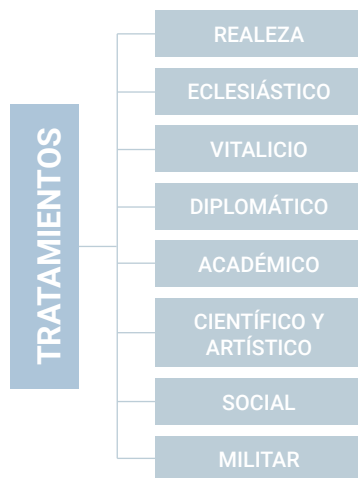 TRATAMIENTOS
REALEZA
ECLESIÁSTICO
VITALICIO
DIPLOMÁTICO
ACADÉMICO
CIENTÍFICO Y
ARTÍSTICO
SOCIAL
MILITAR